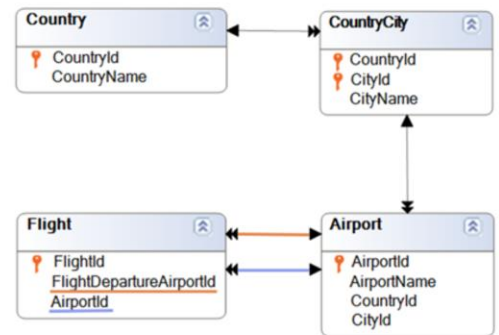 Country
CountryId
CountryName
CountryCity
CountryId
CityId
CityName
Flight
FlightId
FlightDepartureAirportId
AirportId
Airport
AirportId
AirportName
CountryId
CityId